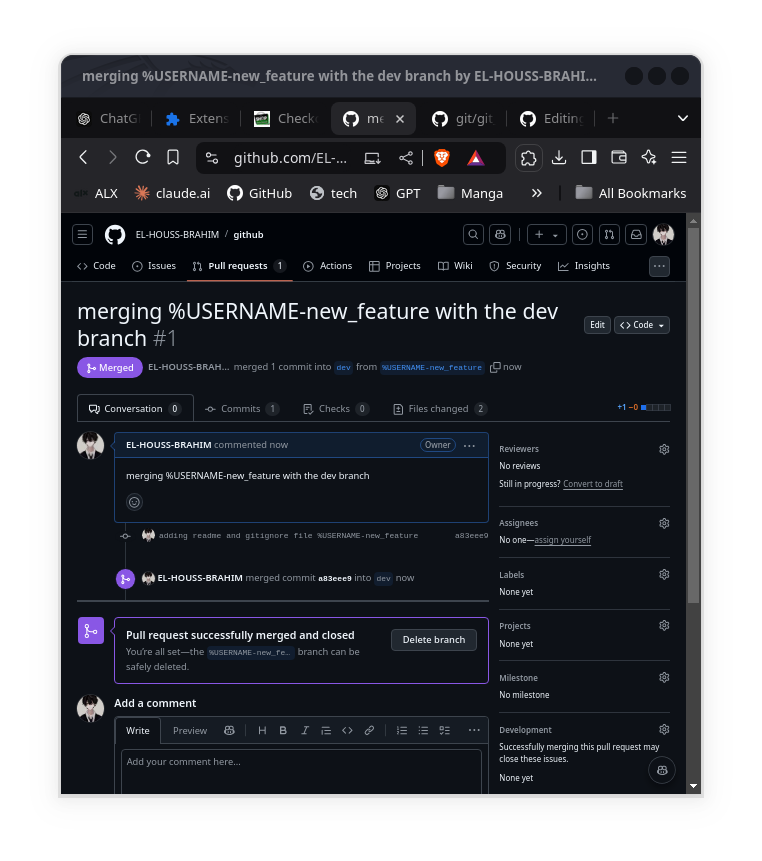 merging %USERNAME-new_feature with the dev branch by EL-HOUSS-BRAHI...
ChatG
Extens
Check
me
git/git
Editing
github.com/EL-...
ALX
claude.ai
GitHub
tech
GPT
Manga
All Bookmarks
EL-HOUSS-BRAHIM / github
Code
Issues
Pull requests 1
Actions
Projects
Wiki
Security
Insights
merging %USERNAME-new_feature with the dev
branch #1
Edit
Code
Merged
EL-HOUSS-BRAH... merged 1 commit into dev from %USERNAME-new_feature now
Conversation 0
Commits 1
Checks 0
Files changed 2
+1 −0
EL-HOUSS-BRAHIM commented now
Owner
merging %USERNAME-new_feature with the dev branch
adding readme and gitignore file %USERNAME-new_feature
a83eee9
EL-HOUSS-BRAHIM merged commit a83eee9 into dev now
Pull request successfully merged and closed
You're all set—the %USERNAME-new_fe… branch can be
safely deleted.
Delete branch
Add a comment
Write
Preview
H B I
Add your comment here...
Reviewers
No reviews
Still in progress? Convert to draft
Assignees
No one—assign yourself
Labels
None yet
Projects
None yet
Milestone
No milestone
Development
Successfully merging this pull request may
close these issues.
None yet